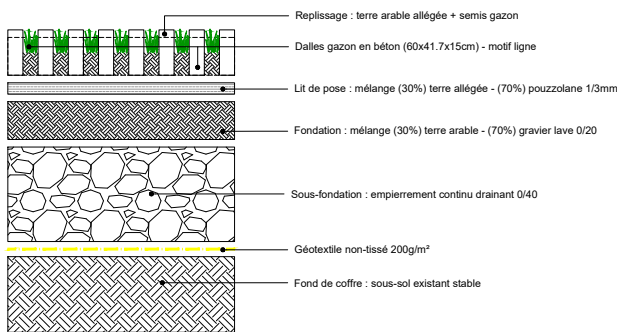 Replissage : terre arable allégée + semis gazon
Dalles gazon en béton (60x41.7x15cm) - motif ligne
Lit de pose : mélange (30%) terre allégée - (70%) pouzzolane 1/3mm
Fondation : mélange (30%) terre arable - (70%) gravier lave 0/20
Sous-fondation : empierrement continu drainant 0/40
Géotextile non-tissé 200g/m²
Fond de coffre : sous-sol existant stable